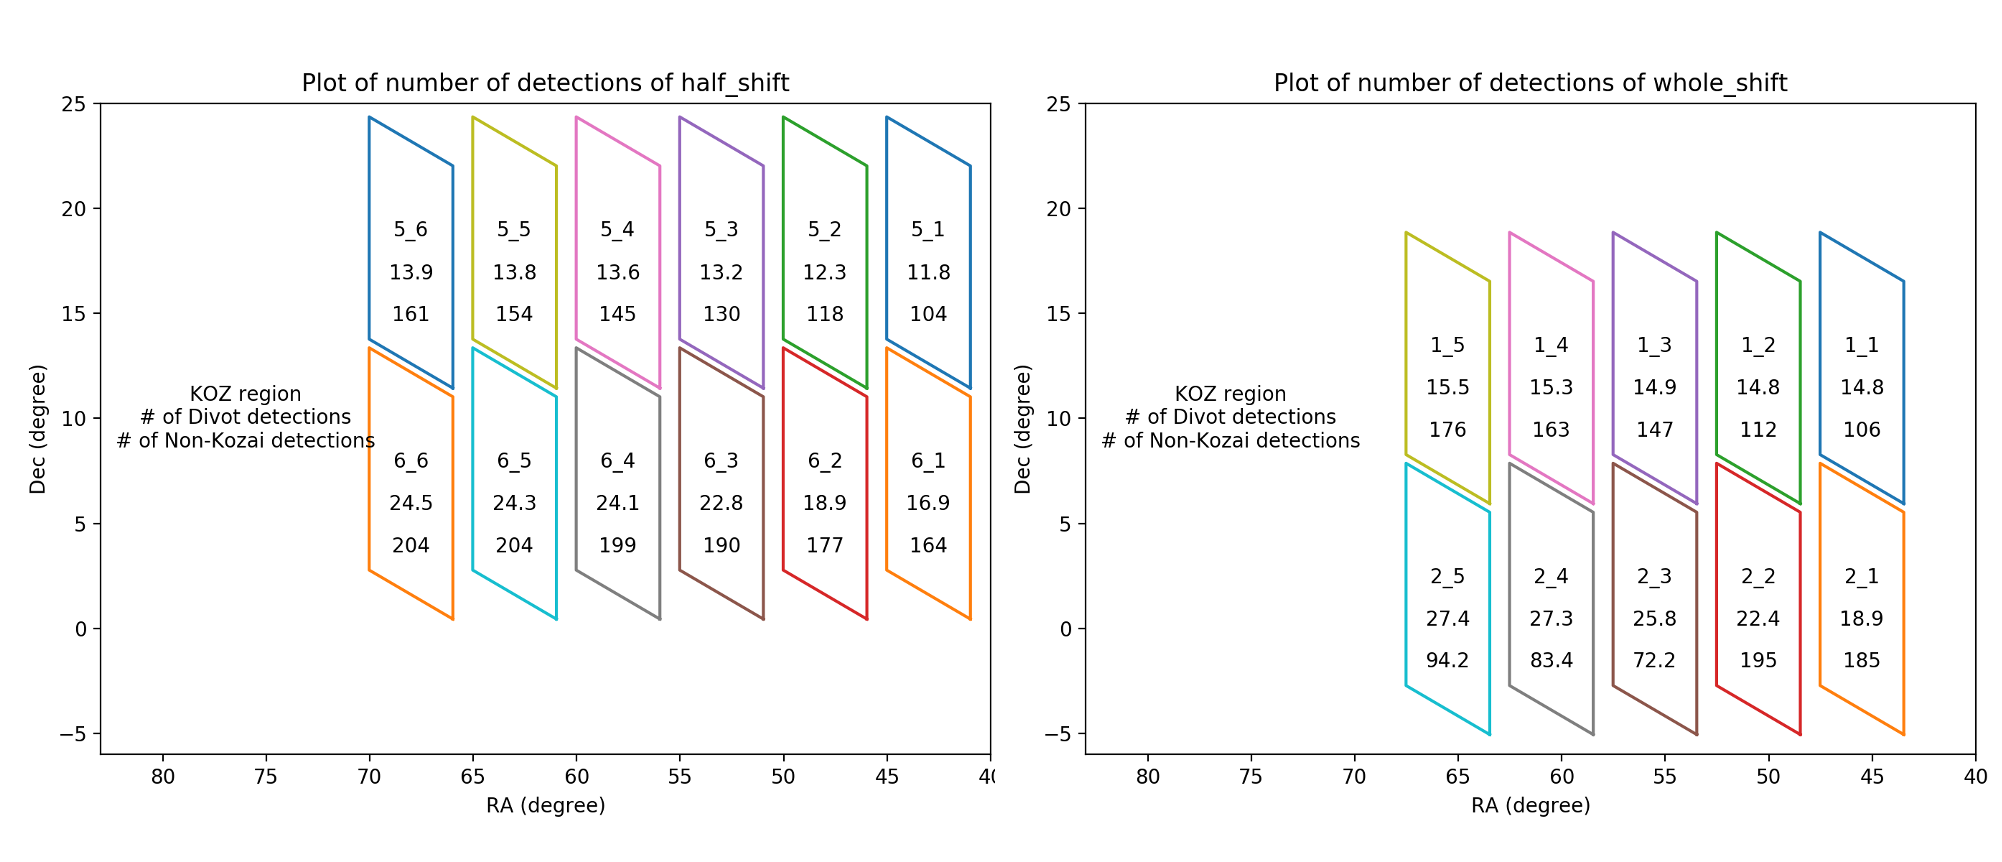 Plot of number of detections of half_shift
25
20
15
10
5
0
−5
Dec (degree)
5_6 5_5 5_4 5_3 5_2 5_1
13.9 13.8 13.6 13.2 12.3 11.8
161 154 145 130 118 104
KOZ region
# of Divot detections
# of Non-Kozai detections
6_6 6_5 6_4 6_3 6_2 6_1
24.5 24.3 24.1 22.8 18.9 16.9
204 204 199 190 177 164
80 75 70 65 60 55 50 45
RA (degree)
Plot of number of detections of whole_shift
25
20
15
10
5
0
−5
Dec (degree)
1_5 1_4 1_3 1_2 1_1
15.5 15.3 14.9 14.8 14.8
176 163 147 112 106
KOZ region
# of Divot detections
# of Non-Kozai detections
2_5 2_4 2_3 2_2 2_1
27.4 27.3 25.8 22.4 18.9
94.2 83.4 72.2 195 185
80 75 70 65 60 55 50 45 40
RA (degree)